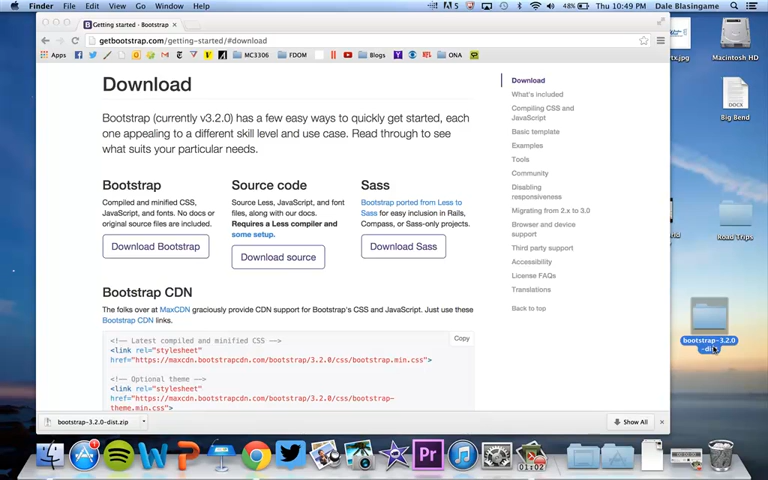 Finder File Edit View Go Window Help
5 48% Thu 10:49 PM Dale Blasingame
Getting started · Bootstrap
getbootstrap.com/getting-started/#download
Apps MC3306 FDOM Blogs ONA
Download
Bootstrap (currently v3.2.0) has a few easy ways to quickly get started, each
one appealing to a different skill level and use case. Read through to see
what suits your particular needs.
Bootstrap
Compiled and minified CSS,
JavaScript, and fonts. No docs or
original source files are included.
Download Bootstrap
Source code
Source Less, JavaScript, and font
files, along with our docs.
Requires a Less compiler and
some setup.
Download source
Sass
Bootstrap ported from Less to
Sass for easy inclusion in Rails,
Compass, or Sass-only projects.
Download Sass
Bootstrap CDN
The folks over at MaxCDN graciously provide CDN support for Bootstrap's CSS and JavaScript. Just use these
Bootstrap CDN links.
Copy
<!-- Latest compiled and minified CSS -->
<link rel="stylesheet"
href="https://maxcdn.bootstrapcdn.com/bootstrap/3.2.0/css/bootstrap.min.css">
<!-- Optional theme -->
<link rel="stylesheet"
href="https://maxcdn.bootstrapcdn.com/bootstrap/3.2.0/css/bootstrap-
theme.min.css">
Download
What's included
Compiling CSS and
JavaScript
Basic template
Examples
Tools
Community
Disabling
responsiveness
Migrating from 2.x to 3.0
Browser and device
support
Third party support
Accessibility
License FAQs
Translations
Back to top
bootstrap-3.2.0-dist.zip
Show All
tx.jpg
Macintosh HD
DOCX
Big Bend
Road Trips
bootstrap-3.2.0
Pr
01:02